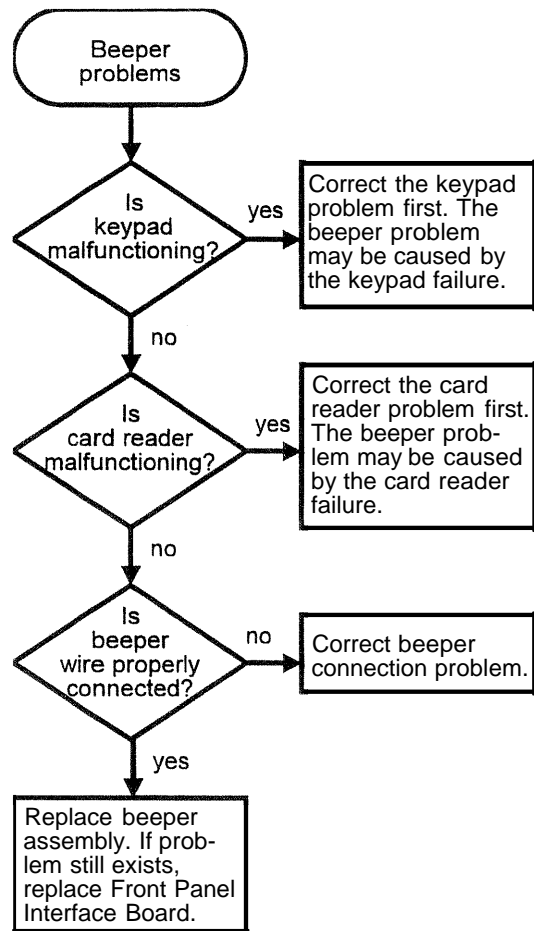 Beeper
problems
Is
keypad
malfunctioning?
yes
Correct the keypad
problem first. The
beeper problem
may be caused by
the keypad failure.
no
Is
card reader
malfunctioning?
yes
Correct the card
reader problem first.
The beeper prob-
lem may be caused
by the card reader
failure.
no
Is
beeper
wire properly
connected?
no
Correct beeper
connection problem.
yes
Replace beeper
assembly. If prob-
lem still exists,
replace Front Panel
Interface Board.